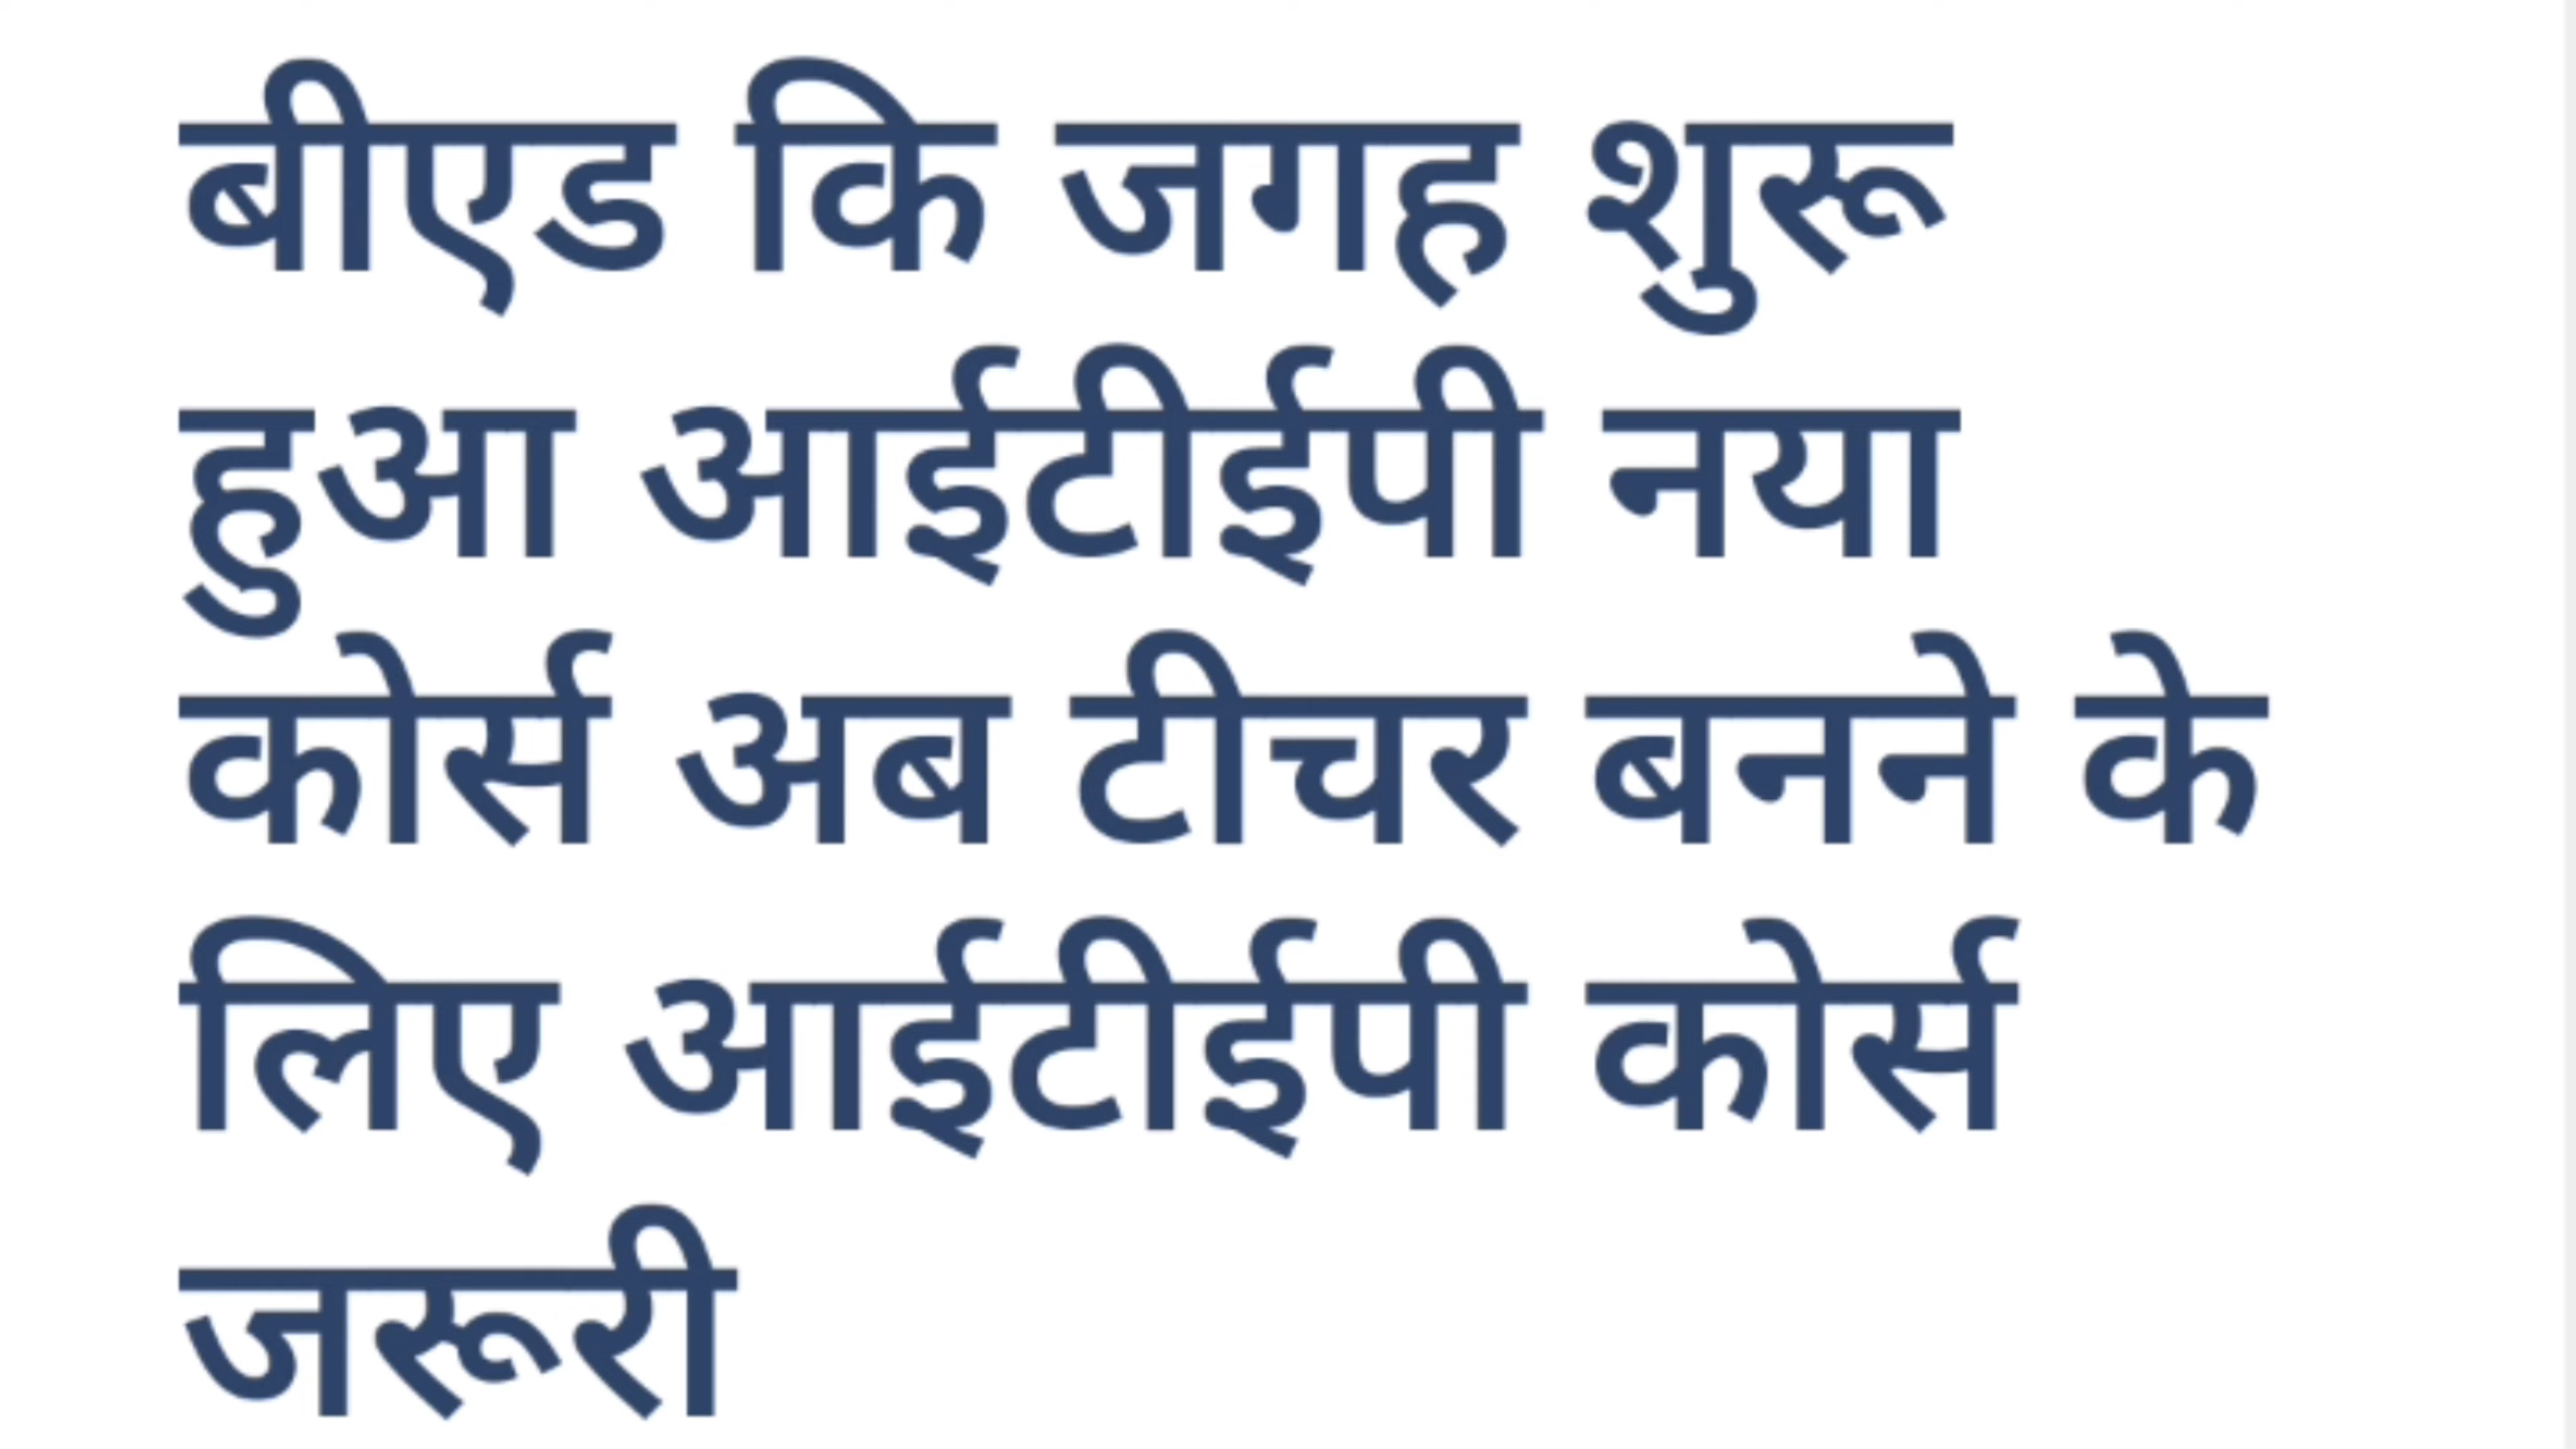 बीएड कि जगह शुरू
हुआ आईटीईपी नया
कोर्स अब टीचर बनने के
लिए आईटीईपी कोर्स
जरूरी